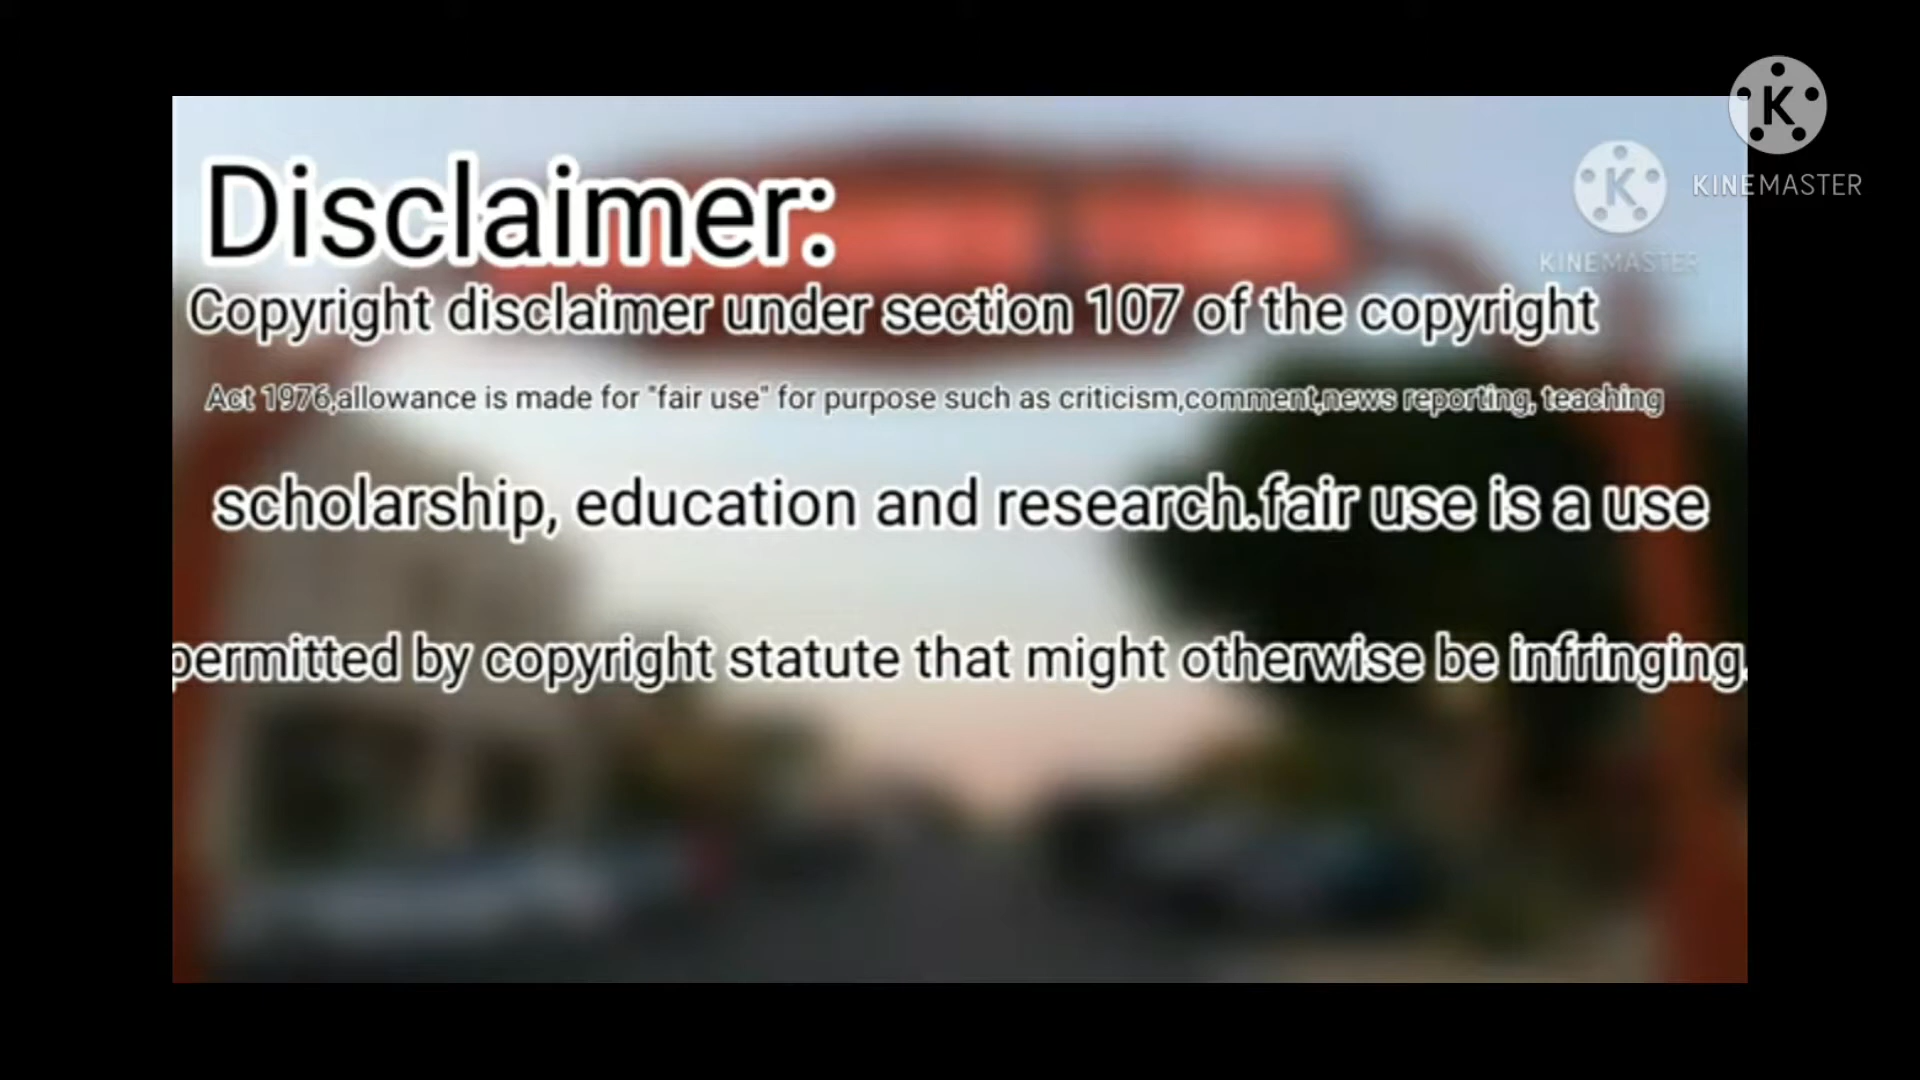 Disclaimer:
Copyright disclaimer under section 107 of the copyright
Act 1976,allowance is made for "fair use" for purpose such as criticism,comment,news reporting, teaching
scholarship, education and research.fair use is a use
permitted by copyright statute that might otherwise be infringing.
K
KINEMASTER
K
KINEMASTER